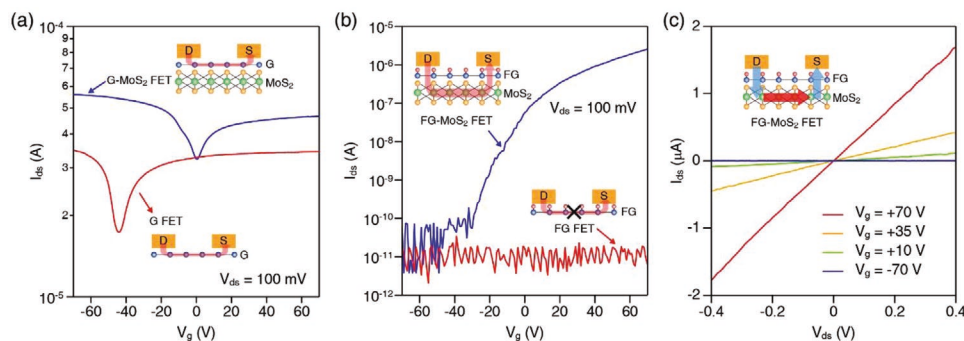 (a)
10⁻⁴
9
8
7
6
5
4
3
2
10⁻⁵
I_ds (A)
D S
G
MoS₂
G-MoS₂ FET
G FET
D S
G
V_ds = 100 mV
-60 -40 -20 0 20 40 60
V_g (V)
(b)
10⁻⁵
10⁻⁶
10⁻⁷
10⁻⁸
10⁻⁹
10⁻¹⁰
10⁻¹¹
10⁻¹²
I_ds (A)
D S
FG
MoS₂
V_ds = 100 mV
FG-MoS₂ FET
D S
FG
FG FET
-60 -40 -20 0 20 40 60
V_g (V)
(c)
2
1
0
-1
-2
I_ds (μA)
D S
FG
MoS₂
FG-MoS₂ FET
V_g = +70 V
V_g = +35 V
V_g = +10 V
V_g = -70 V
-0.4 -0.2 0.0 0.2 0.4
V_ds (V)